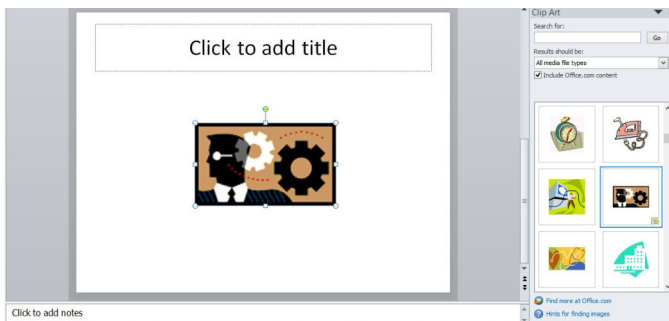 Click to add title
Click to add notes
Clip Art
Search for:
Go
Results should be:
All media file types
Include Office.com content
Find more at Office.com
Hints for finding images